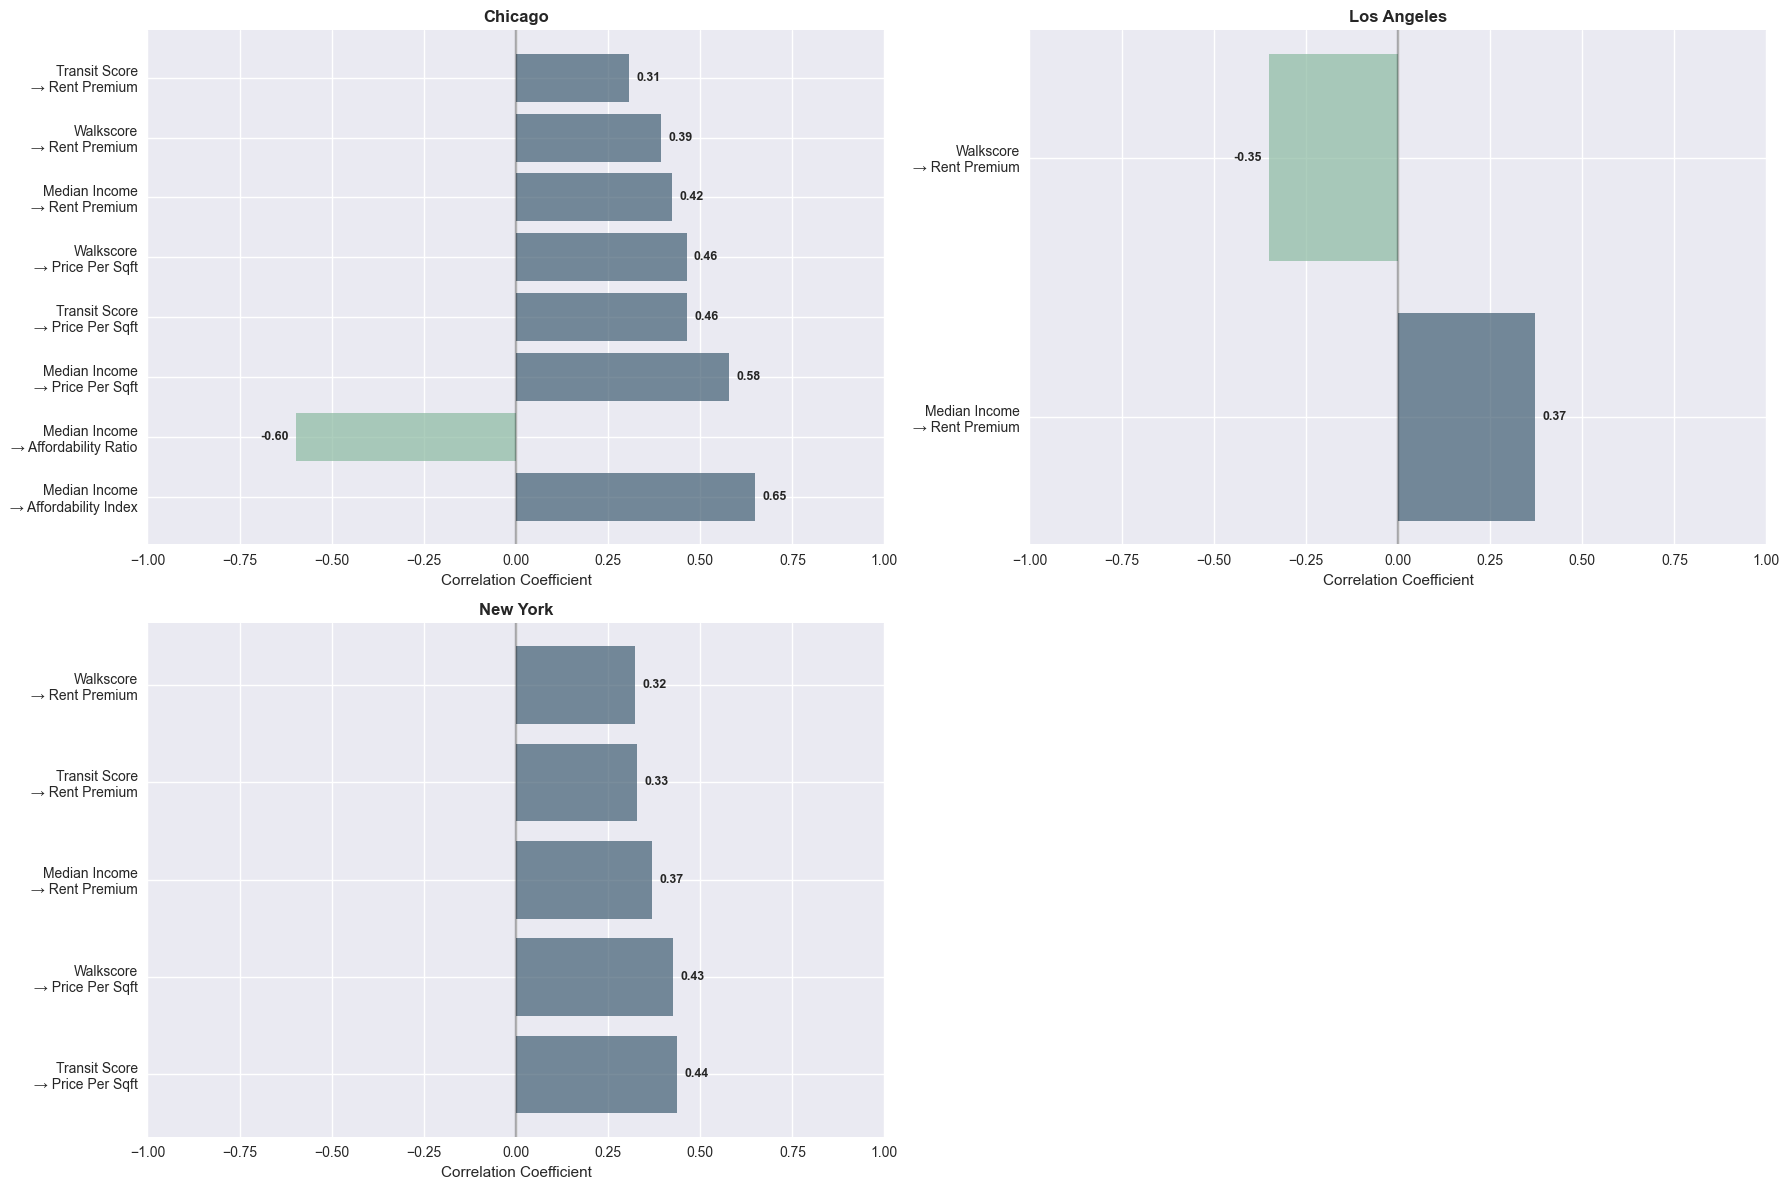 Chicago
Transit Score
→ Rent Premium
0.31
Walkscore
→ Rent Premium
0.39
Median Income
→ Rent Premium
0.42
Walkscore
→ Price Per Sqft
0.46
Transit Score
→ Price Per Sqft
0.46
Median Income
→ Price Per Sqft
0.58
Median Income
→ Affordability Ratio
-0.60
Median Income
→ Affordability Index
0.65
−1.00 −0.75 −0.50 −0.25 0.00 0.25 0.50 0.75 1.00
Correlation Coefficient
Los Angeles
Walkscore
→ Rent Premium
-0.35
Median Income
→ Rent Premium
0.37
−1.00 −0.75 −0.50 −0.25 0.00 0.25 0.50 0.75 1.00
Correlation Coefficient
New York
Walkscore
→ Rent Premium
0.32
Transit Score
→ Rent Premium
0.33
Median Income
→ Rent Premium
0.37
Walkscore
→ Price Per Sqft
0.43
Transit Score
→ Price Per Sqft
0.44
−1.00 −0.75 −0.50 −0.25 0.00 0.25 0.50 0.75 1.00
Correlation Coefficient